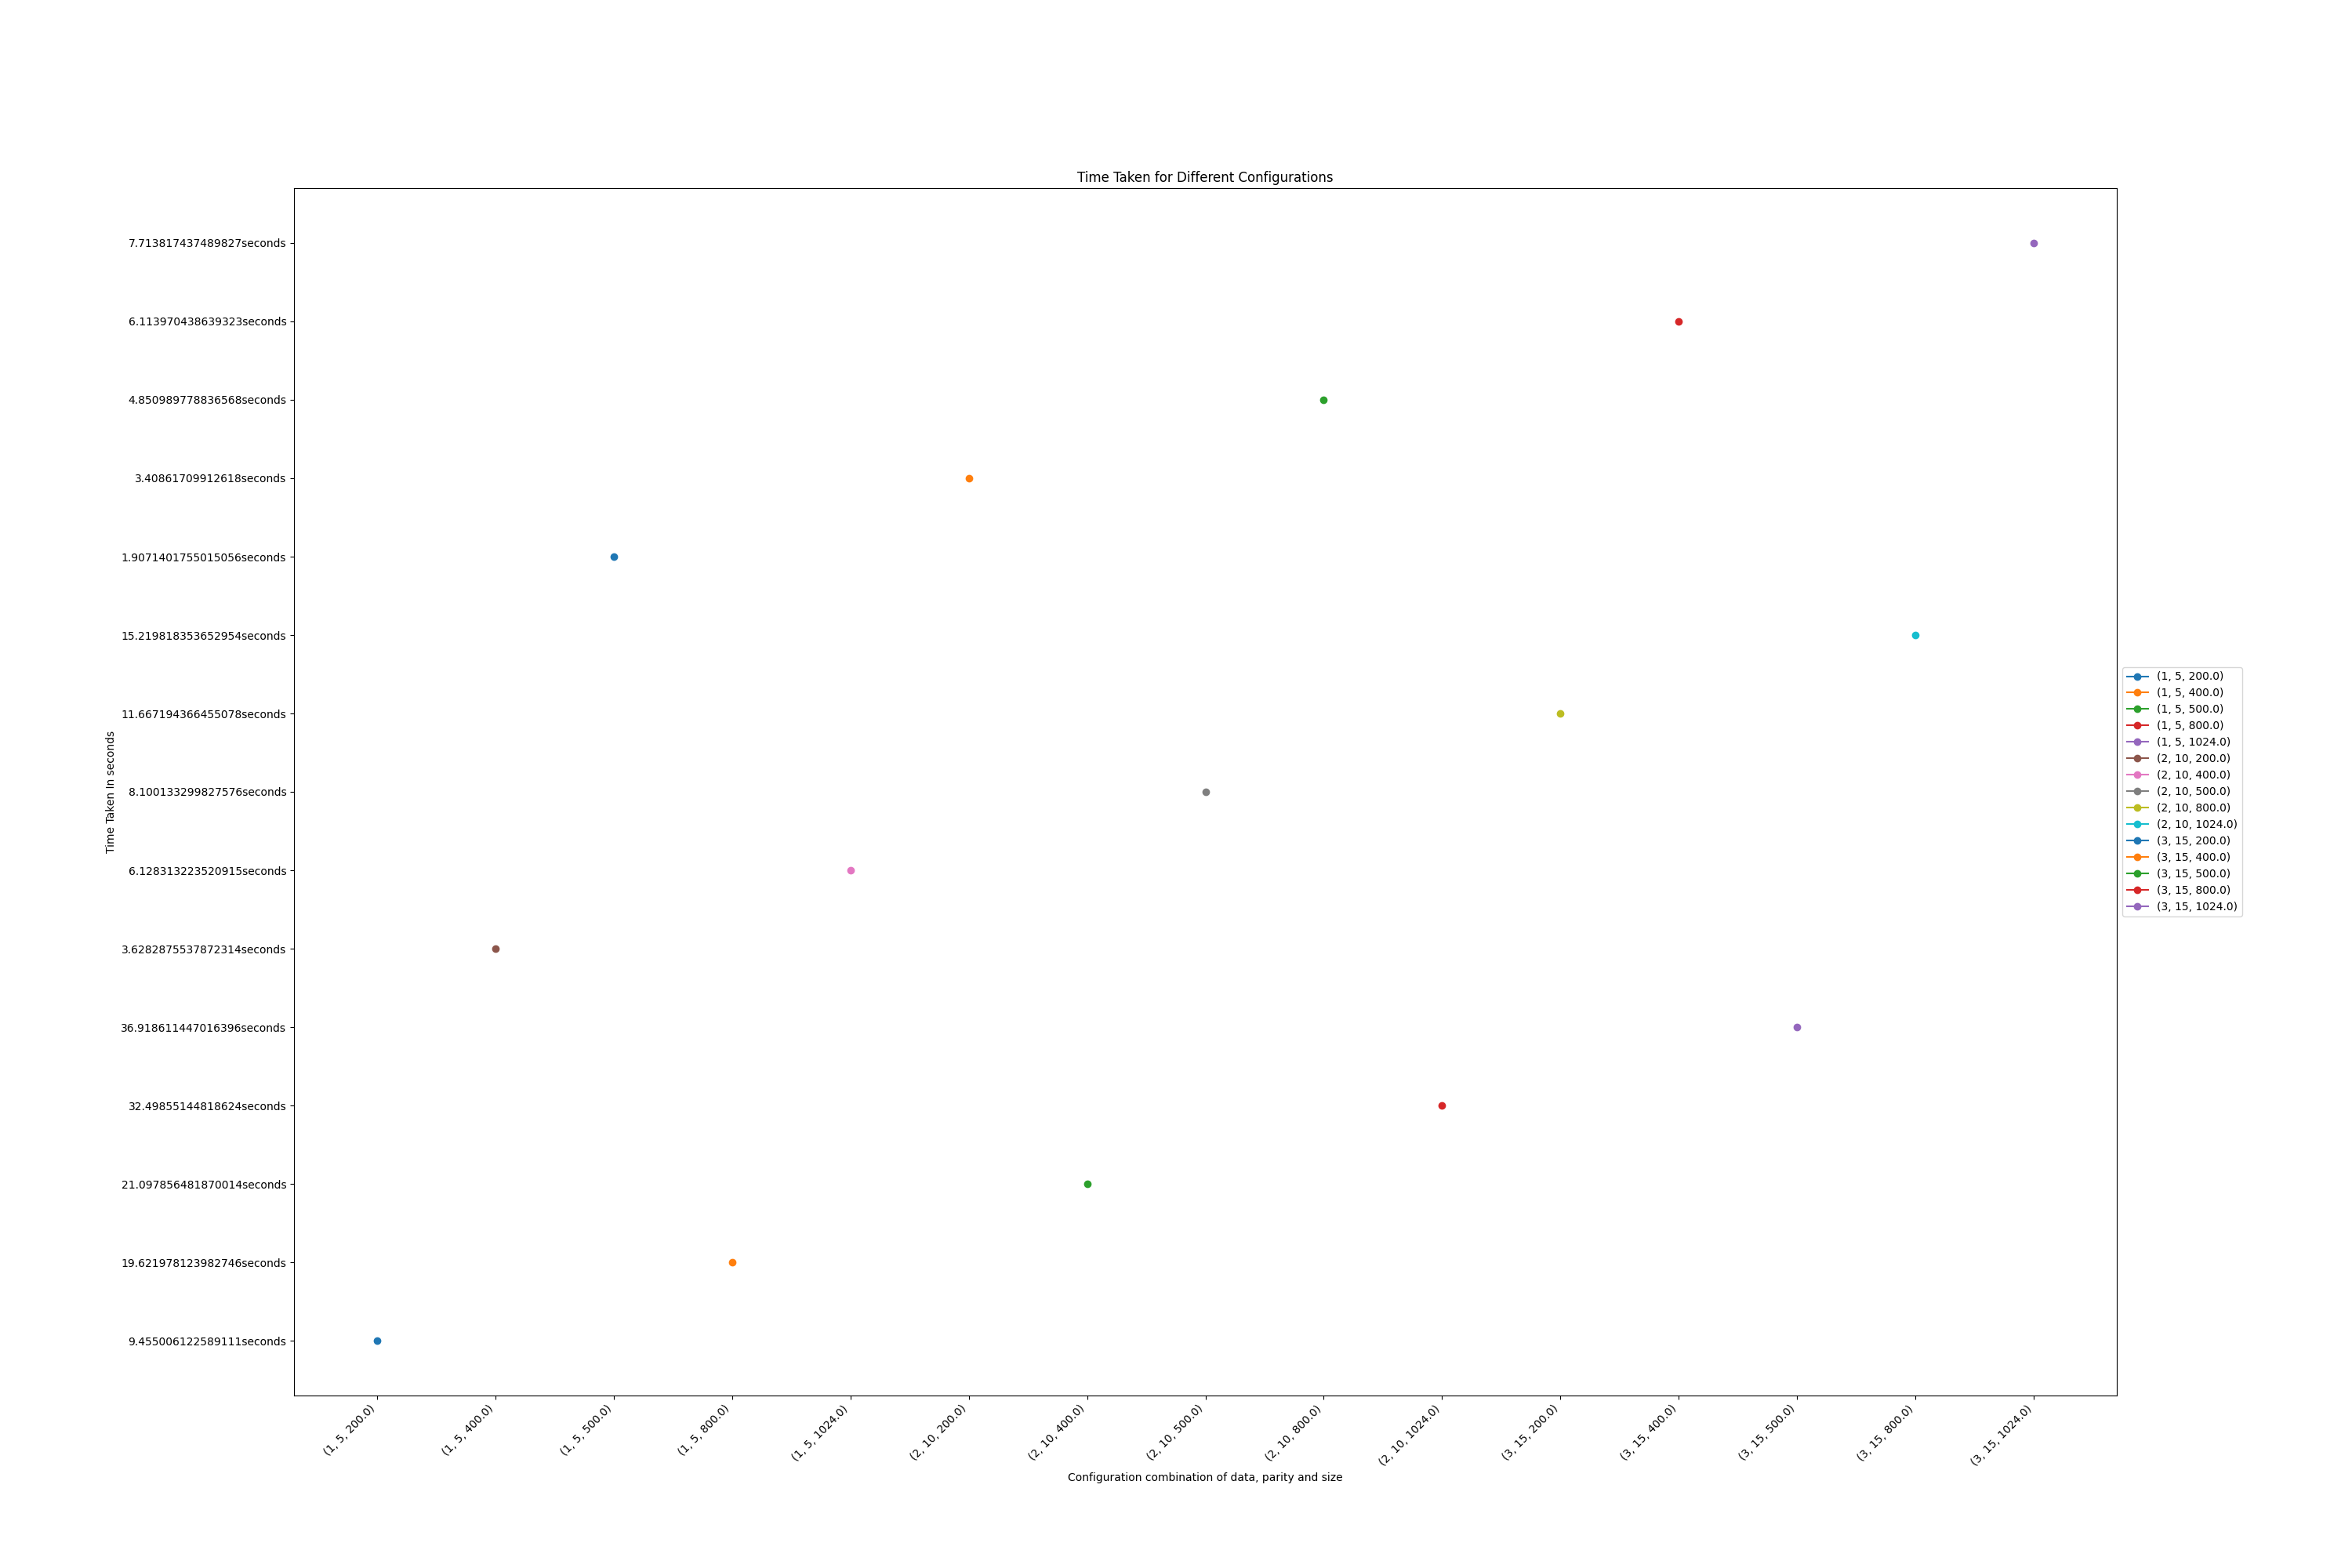 Time Taken for Different Configurations
7.713817437489827seconds
6.113970438639323seconds
4.850989778836568seconds
3.40861709912618seconds
1.9071401755015056seconds
15.219818353652954seconds
11.667194366455078seconds
8.100133299827576seconds
6.128313223520915seconds
3.6282875537872314seconds
36.918611447016396seconds
32.49855144818624seconds
21.097856481870014seconds
19.621978123982746seconds
9.455006122589111seconds
Time Taken In seconds
(1, 5, 200.0)
(1, 5, 400.0)
(1, 5, 500.0)
(1, 5, 800.0)
(1, 5, 1024.0)
(2, 10, 200.0)
(2, 10, 400.0)
(2, 10, 500.0)
(2, 10, 800.0)
(2, 10, 1024.0)
(3, 15, 200.0)
(3, 15, 400.0)
(3, 15, 500.0)
(3, 15, 800.0)
(3, 15, 1024.0)
Configuration combination of data, parity and size
(1, 5, 200.0)
(1, 5, 400.0)
(1, 5, 500.0)
(1, 5, 800.0)
(1, 5, 1024.0)
(2, 10, 200.0)
(2, 10, 400.0)
(2, 10, 500.0)
(2, 10, 800.0)
(2, 10, 1024.0)
(3, 15, 200.0)
(3, 15, 400.0)
(3, 15, 500.0)
(3, 15, 800.0)
(3, 15, 1024.0)